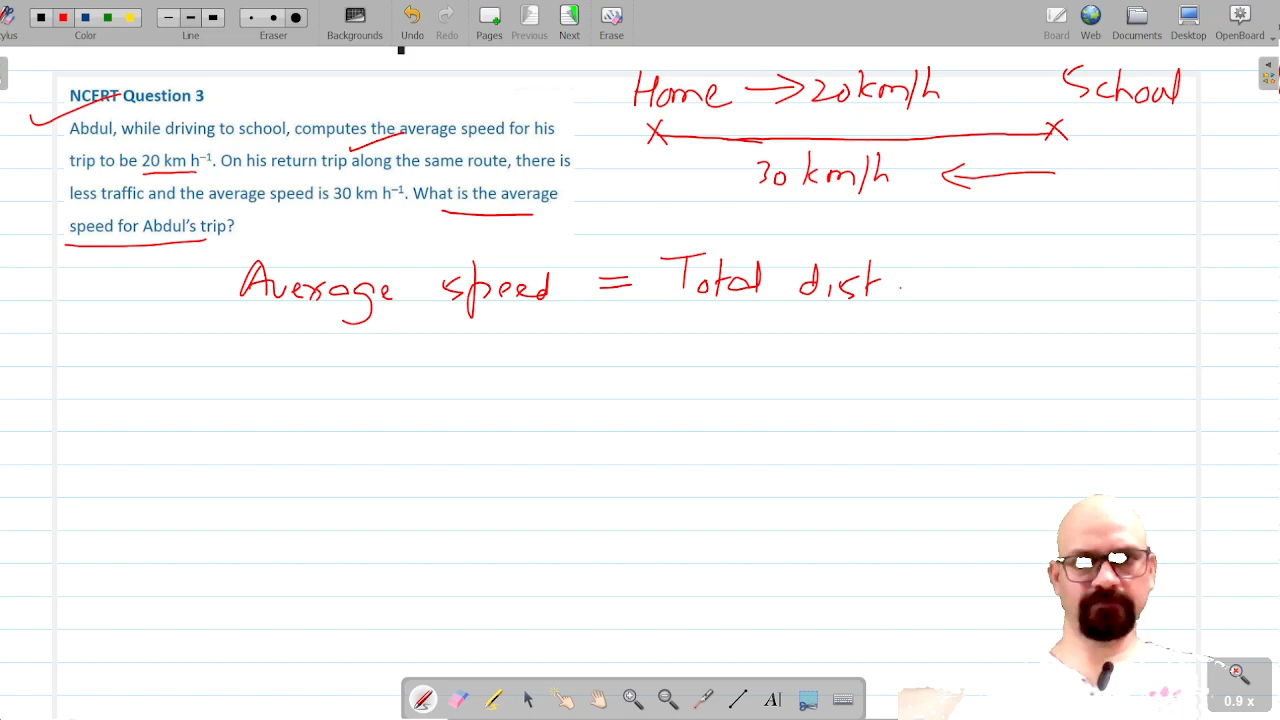 tylus
Color
Line
Eraser
Backgrounds
Undo
Redo
Pages
Previous
Next
Erase
Board
Web
Documents
Desktop
OpenBoard
NCERT Question 3
Abdul, while driving to school, computes the average speed for his
trip to be 20 km h⁻¹. On his return trip along the same route, there is
less traffic and the average speed is 30 km h⁻¹. What is the average
speed for Abdul’s trip?
Home → 20 km/h School
30 km/h ←
Average speed = Total dist.
0.9 x